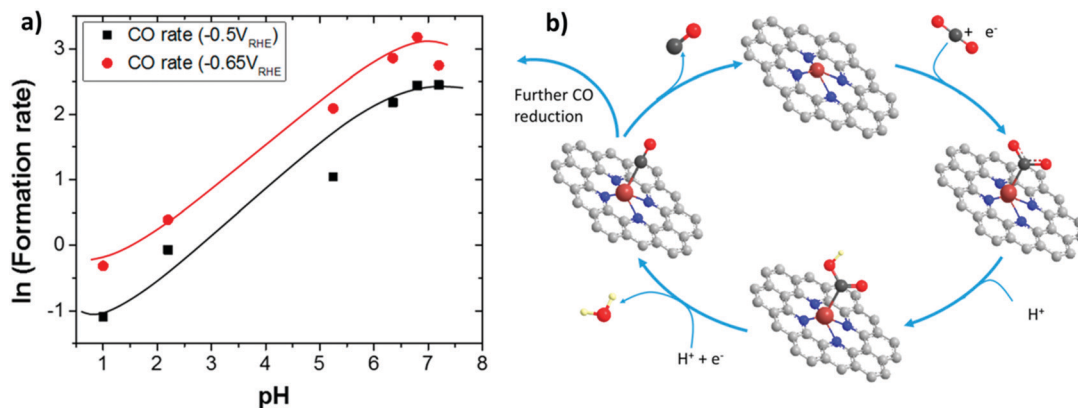 a)
CO rate (-0.5V_RHE)
CO rate (-0.65V_RHE
ln (Formation rate)
3
2
1
0
-1
1 2 3 4 5 6 7 8
pH
b)
+ e-
Further CO
reduction
H+
H+ + e-